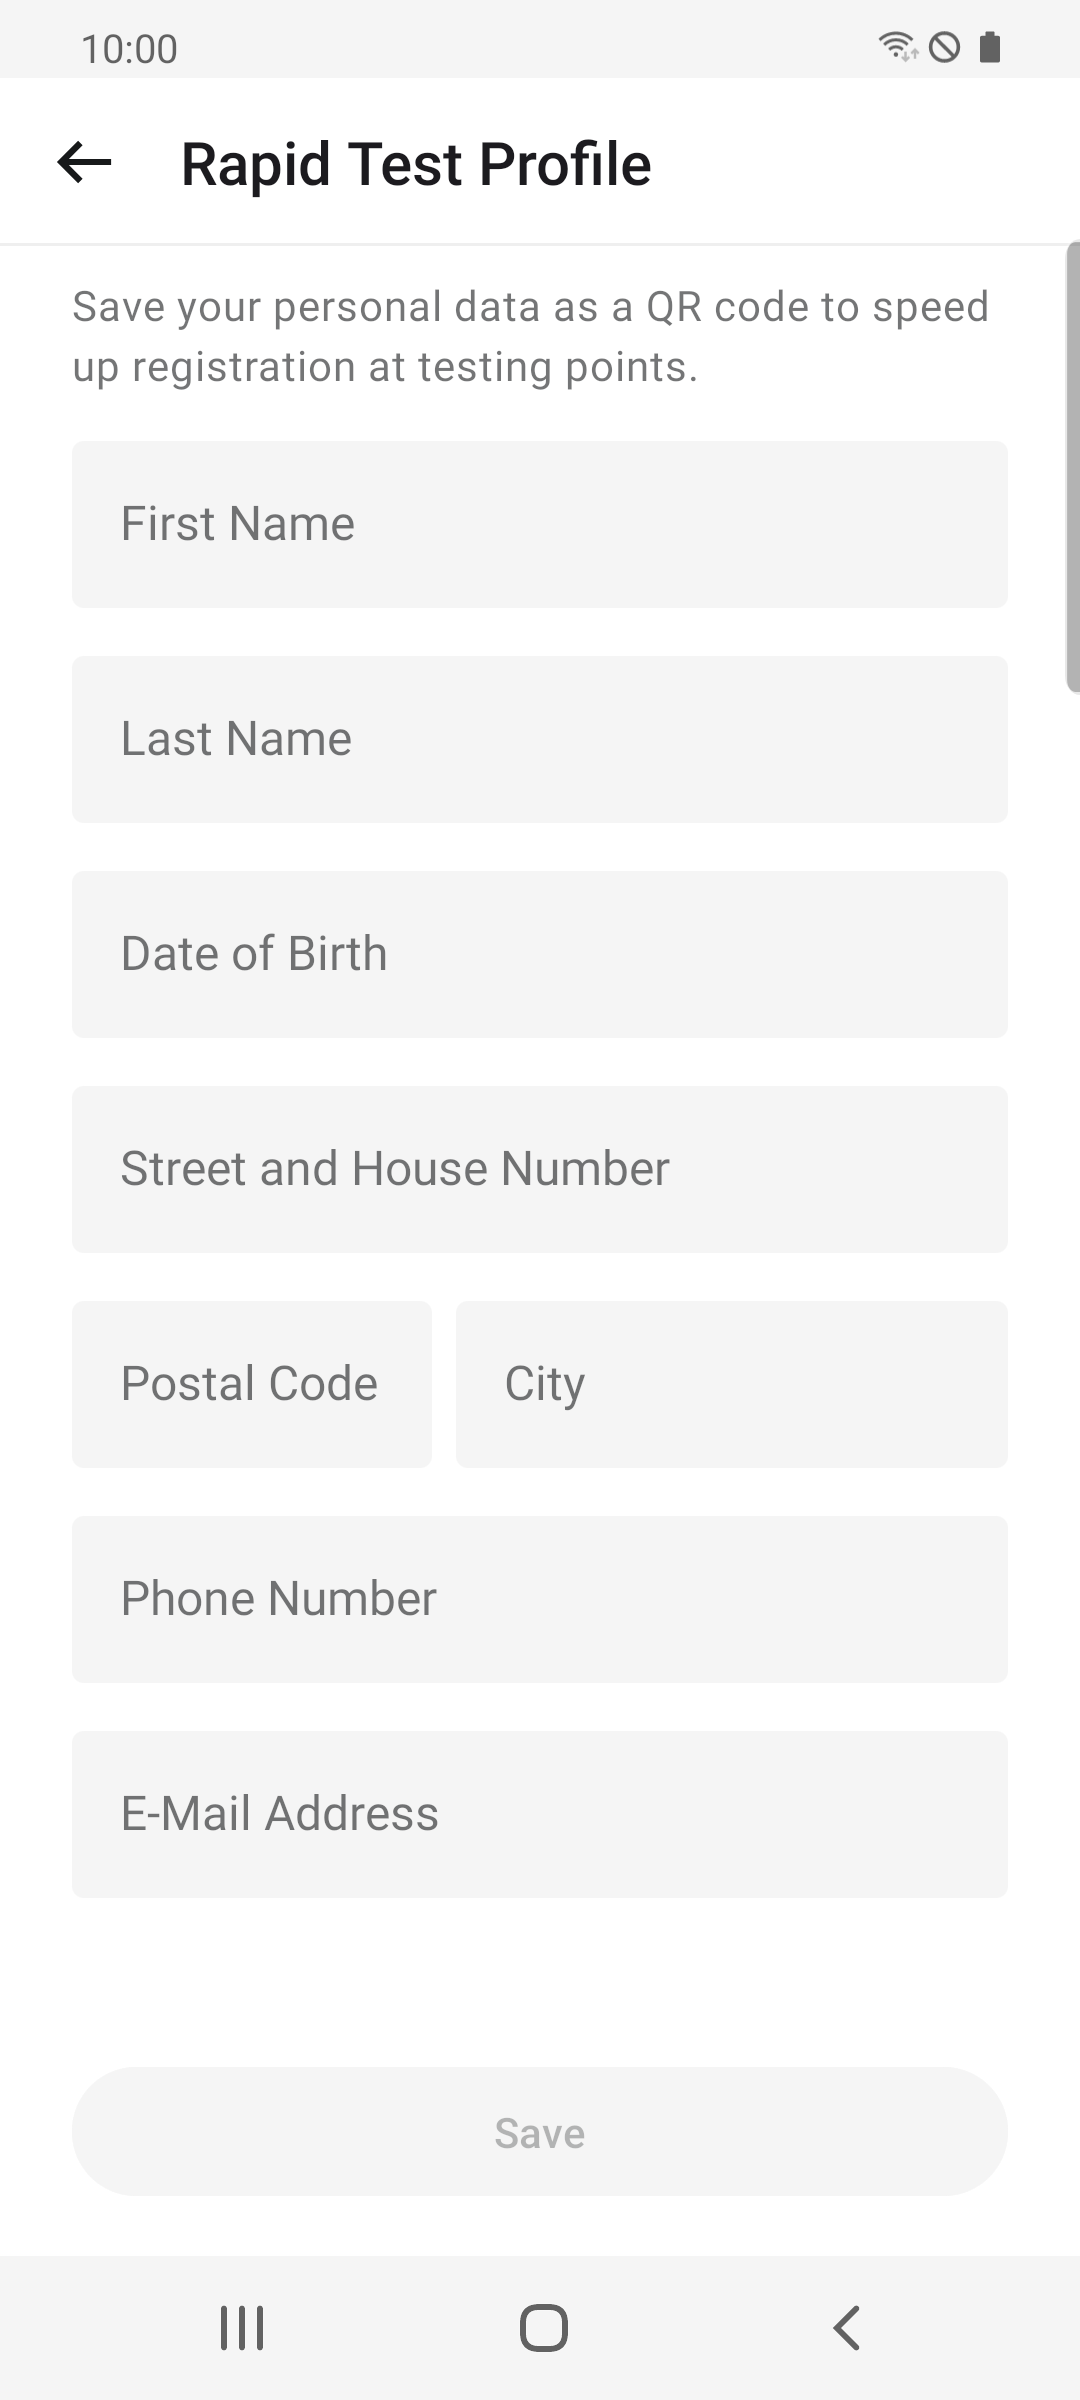 10:00
Rapid Test Profile
Save your personal data as a QR code to speed
up registration at testing points.
First Name
Last Name
Date of Birth
Street and House Number
Postal Code City
Phone Number
E-Mail Address
Save